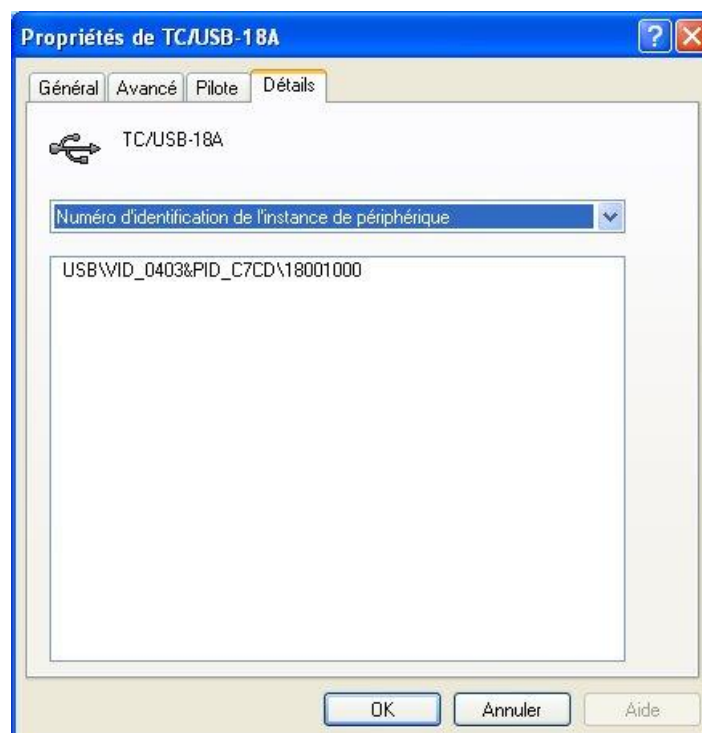 Propriétés de TC/USB-18A
Général Avancé Pilote Détails
TC/USB-18A
Numéro d'identification de l'instance de périphérique
USB\VID_0403&PID_C7CD\18001000
OK Annuler Aide